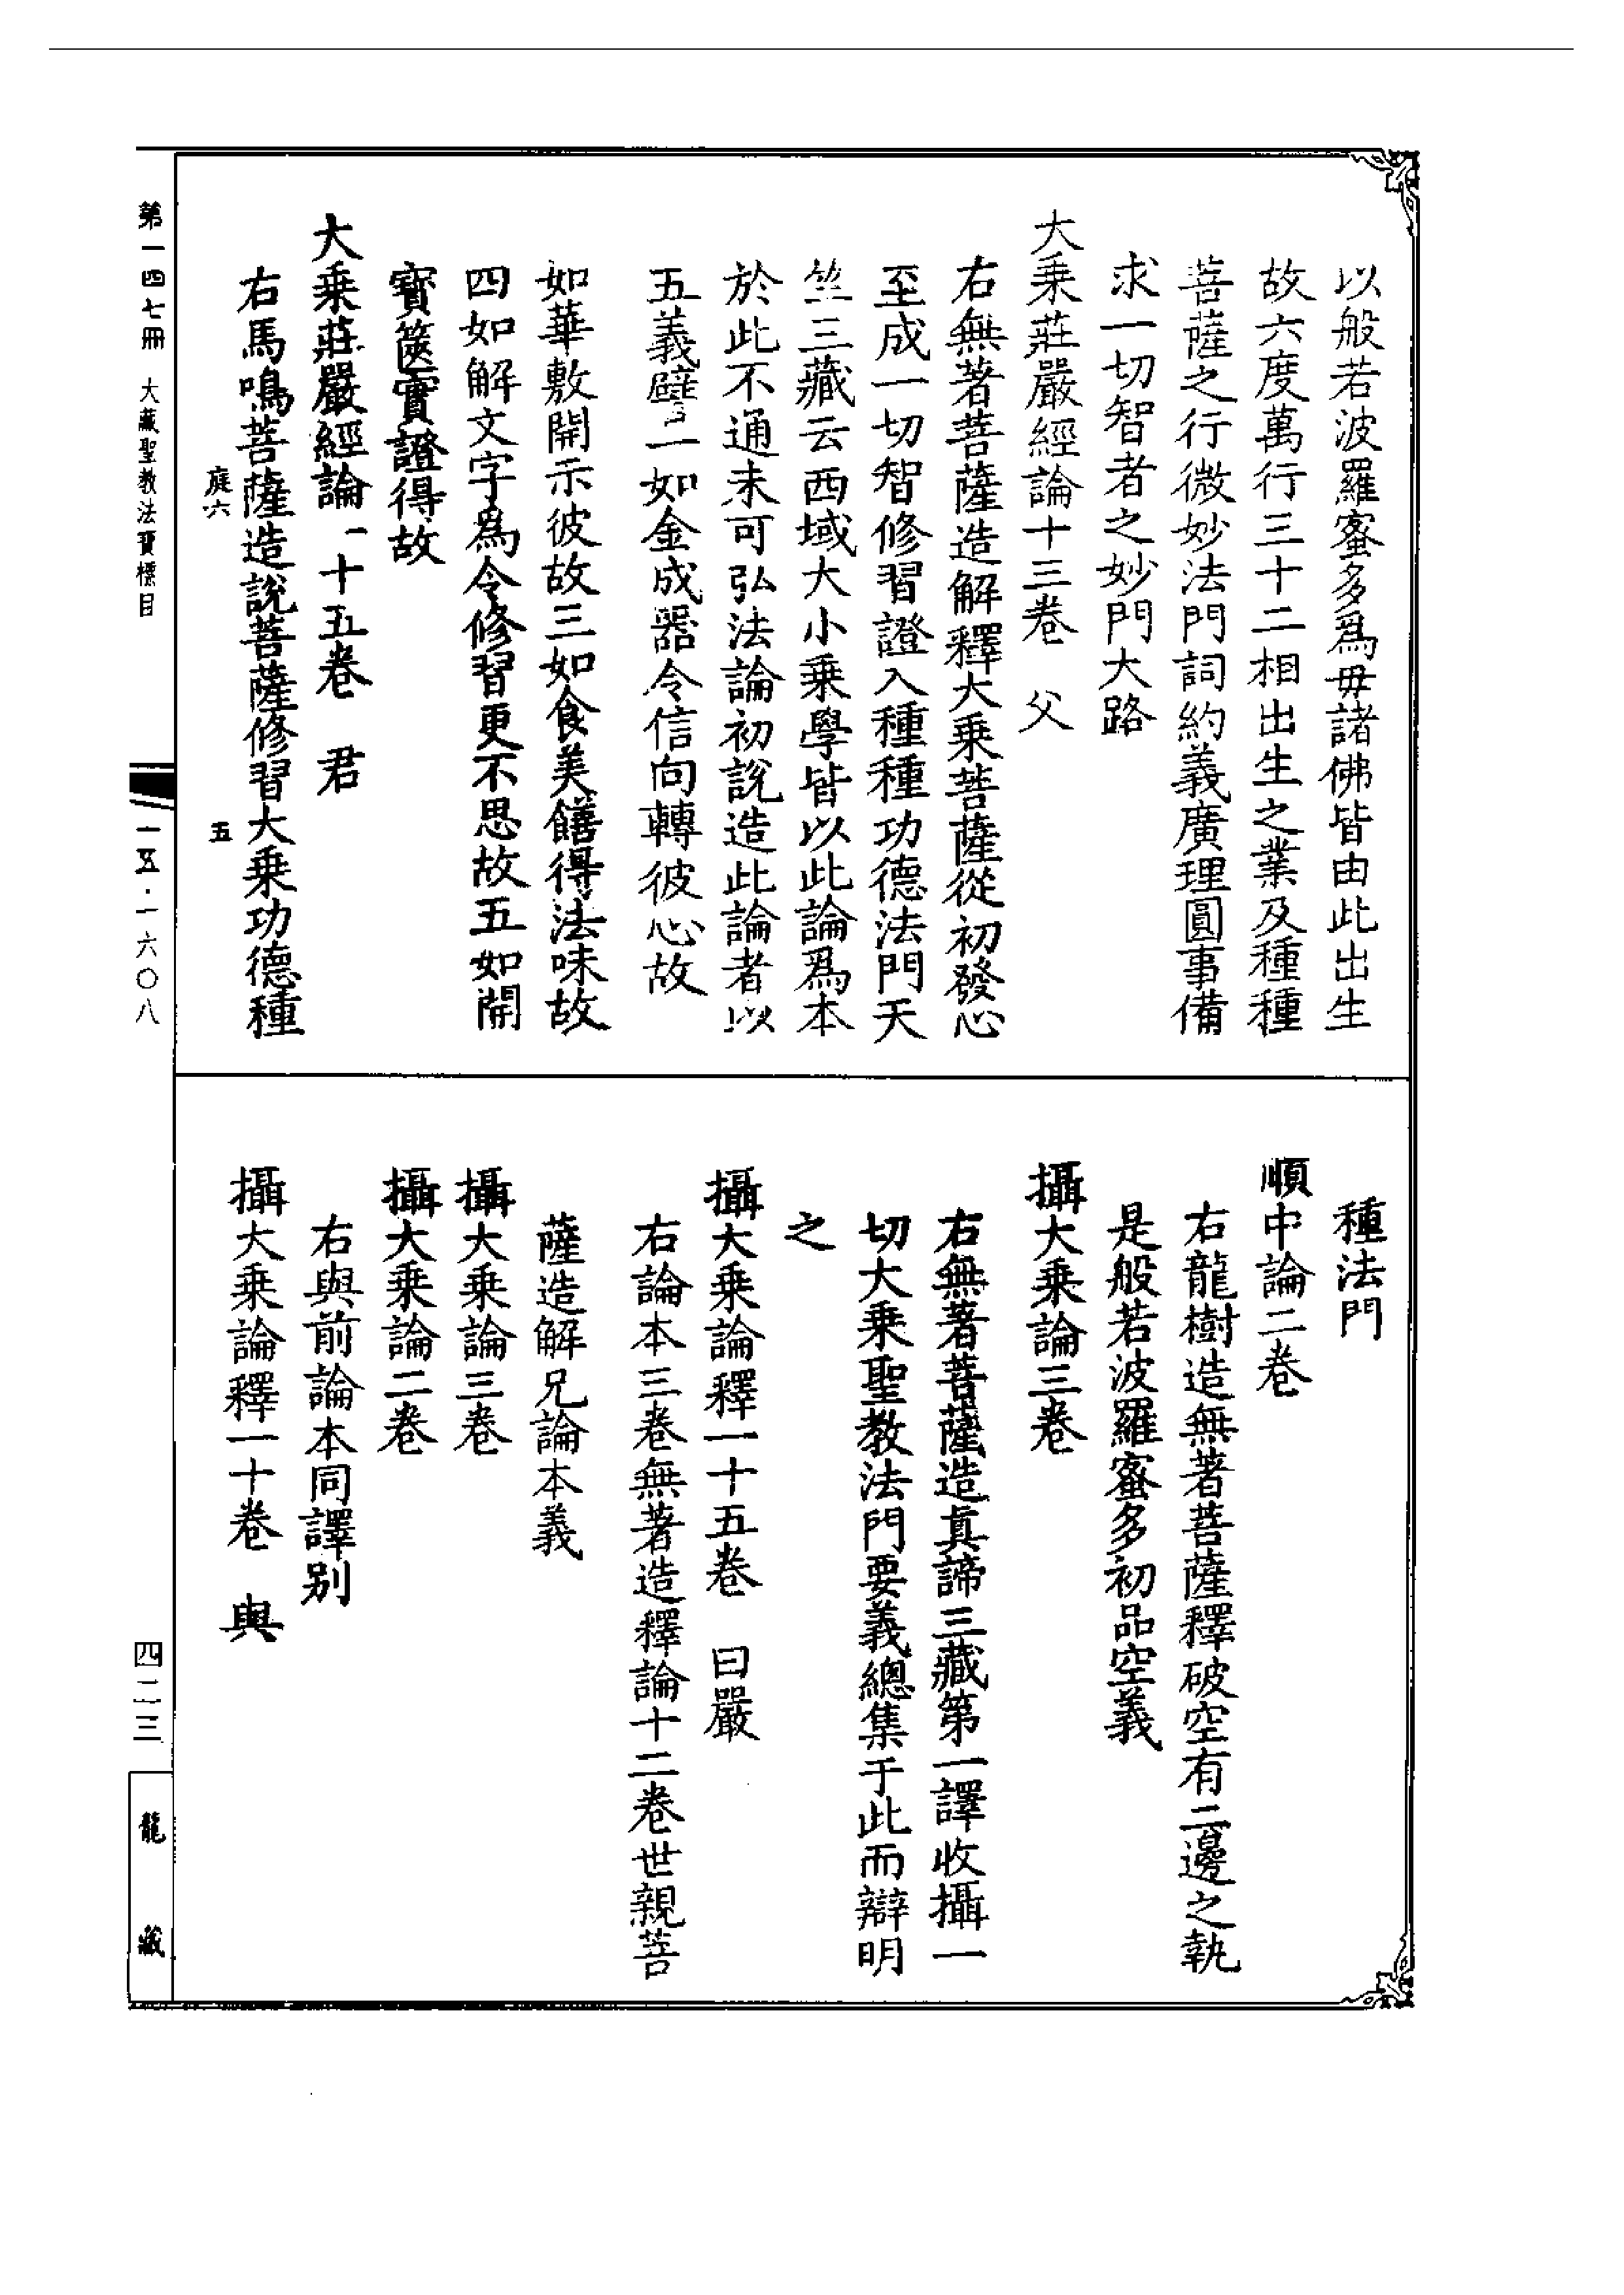 以般若波羅蜜多爲毋諸佛皆由此出生
故六度萬行三十二相出生之業及種種
菩薩之行微妙法門詞約義廣理圓事備
求一切智者之妙門大路
大乗莊嚴經論十三卷　父
右無著菩薩造解釋大乗菩薩從初發心
至成一切智修習證入種種功德法門天
竺三藏云西域大小乗學皆以此論爲本
於此不通未可弘法論初說造此論者以
五義譬一如金成器令信向轉彼心故
如華敷開示彼故三如食美饍得法味故
四如解文字爲令修習更不思故五如開
寶篋實證得故
大乗莊嚴經論一十五卷　君
右馬鳴菩薩造說菩薩修習大乗功德種
庭六　五
種法門
順中論二卷
右龍樹造無著菩薩釋破空有二邊之執
是般若波羅蜜多初品空義
攝大乗論三卷
右無著菩薩造真諦三藏第一譯收攝一
切大乗聖教法門要義總集于此而辯明
之
攝大乗論釋一十五卷　曰嚴
右論本三卷無著造釋論十二卷世親菩
薩造解兄論本義
攝大乗論三卷
攝大乗論二卷
右與前論本同譯别
攝大乗論釋一十卷　與
第一四七冊　大藏聖教法寶標目
一五·一六〇八
四二三
龍藏